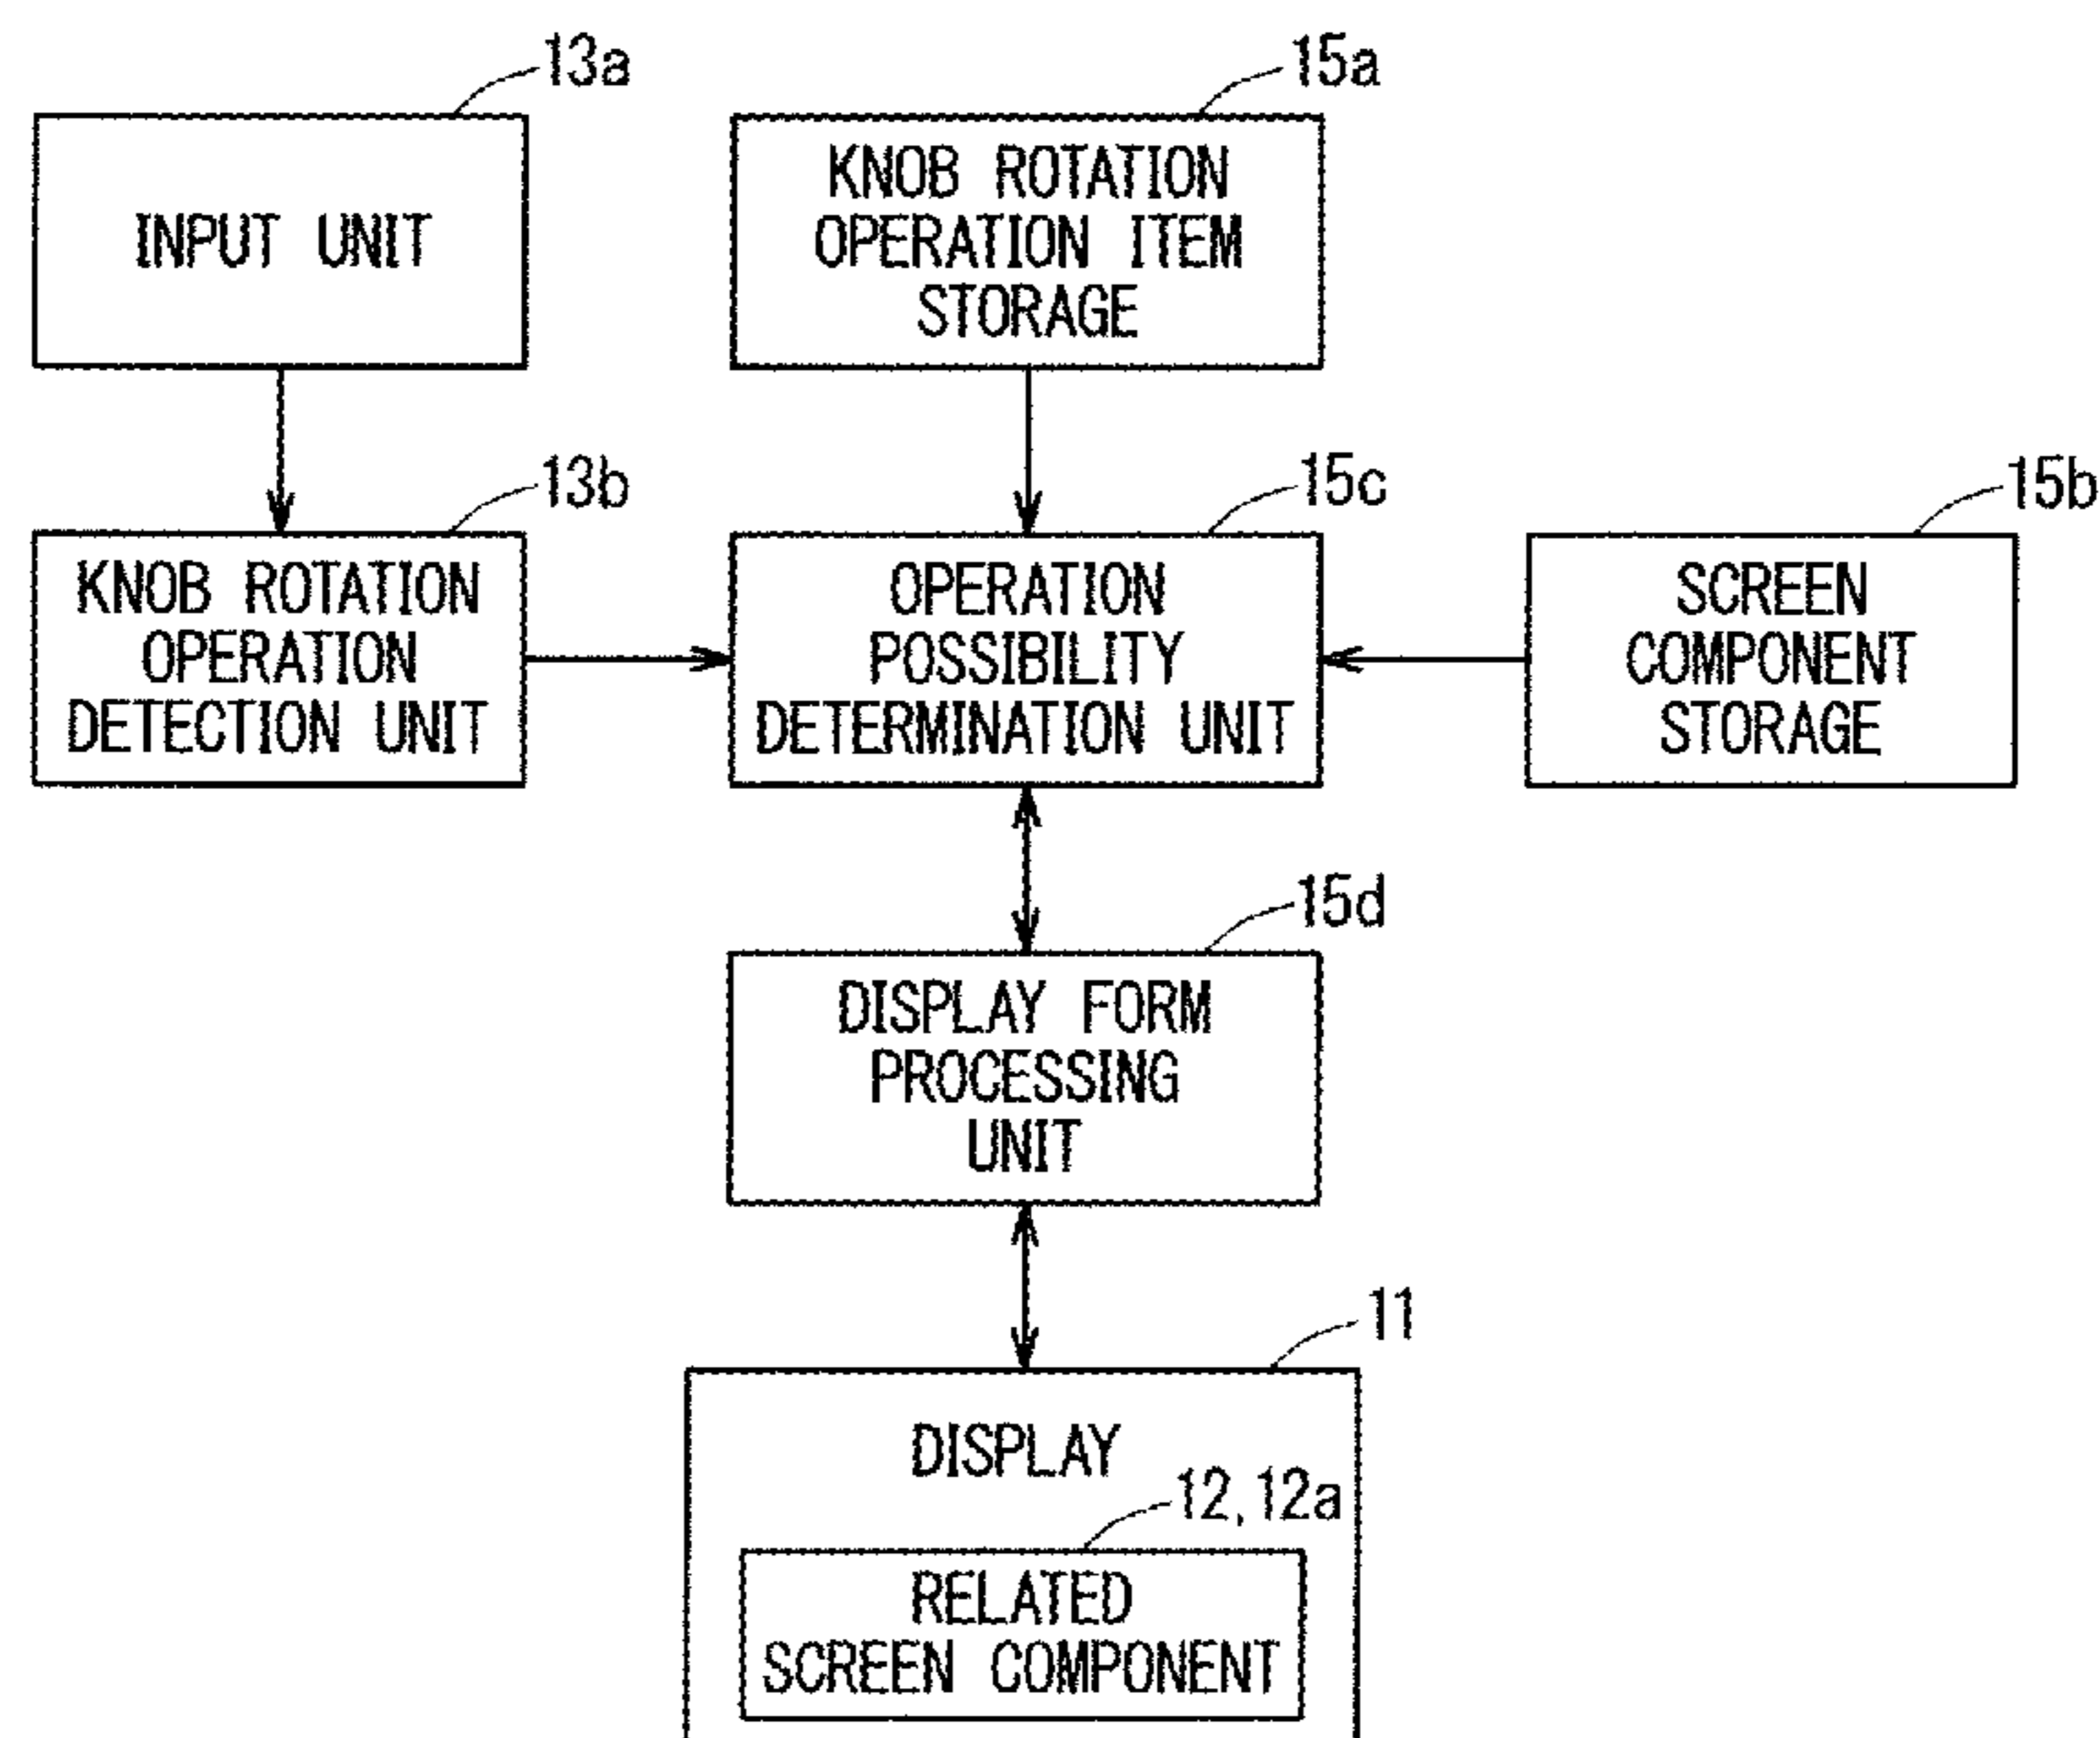 13a
INPUT UNIT
15a
KNOB ROTATION
OPERATION ITEM
STORAGE
13b
KNOB ROTATION
OPERATION
DETECTION UNIT
15c
OPERATION
POSSIBILITY
DETERMINATION UNIT
15b
SCREEN
COMPONENT
STORAGE
15d
DISPLAY FORM
PROCESSING
UNIT
11
DISPLAY
12,12a
RELATED
SCREEN COMPONENT